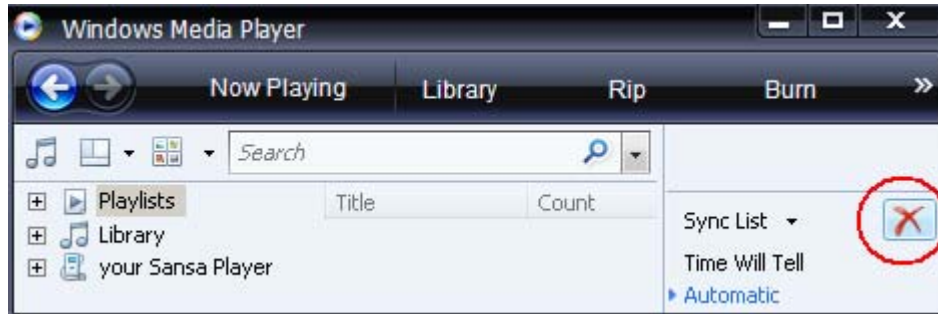 Windows Media Player
Now Playing Library Rip Burn »
Search
Playlists Title Count
Library
your Sansa Player
Sync List
Time Will Tell
Automatic